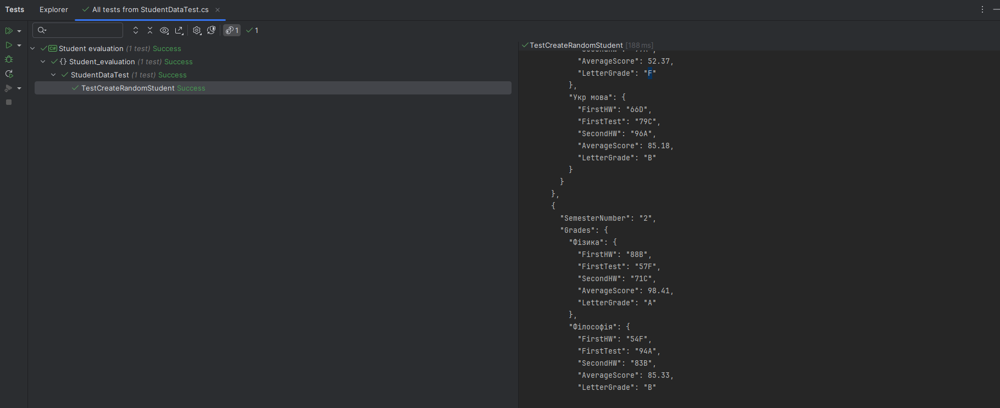 Tests Explorer All tests from StudentDataTest.cs
1 1
Student evaluation (1 test) Success
Student_evaluation (1 test) Success
StudentDataTest (1 test) Success
TestCreateRandomStudent Success
TestCreateRandomStudent [188 ms]
"AverageScore": 52.37,
"LetterGrade": "F"
},
"Укр мова": {
"FirstHW": "66D",
"FirstTest": "79C",
"SecondHW": "96A",
"AverageScore": 85.18,
"LetterGrade": "B"
}
}
},
{
"SemesterNumber": "2",
"Grades": {
"Фізика": {
"FirstHW": "88B",
"FirstTest": "57F",
"SecondHW": "71C",
"AverageScore": 98.41,
"LetterGrade": "A"
},
"Філософія": {
"FirstHW": "54F",
"FirstTest": "94A",
"SecondHW": "83B",
"AverageScore": 85.33,
"LetterGrade": "B"